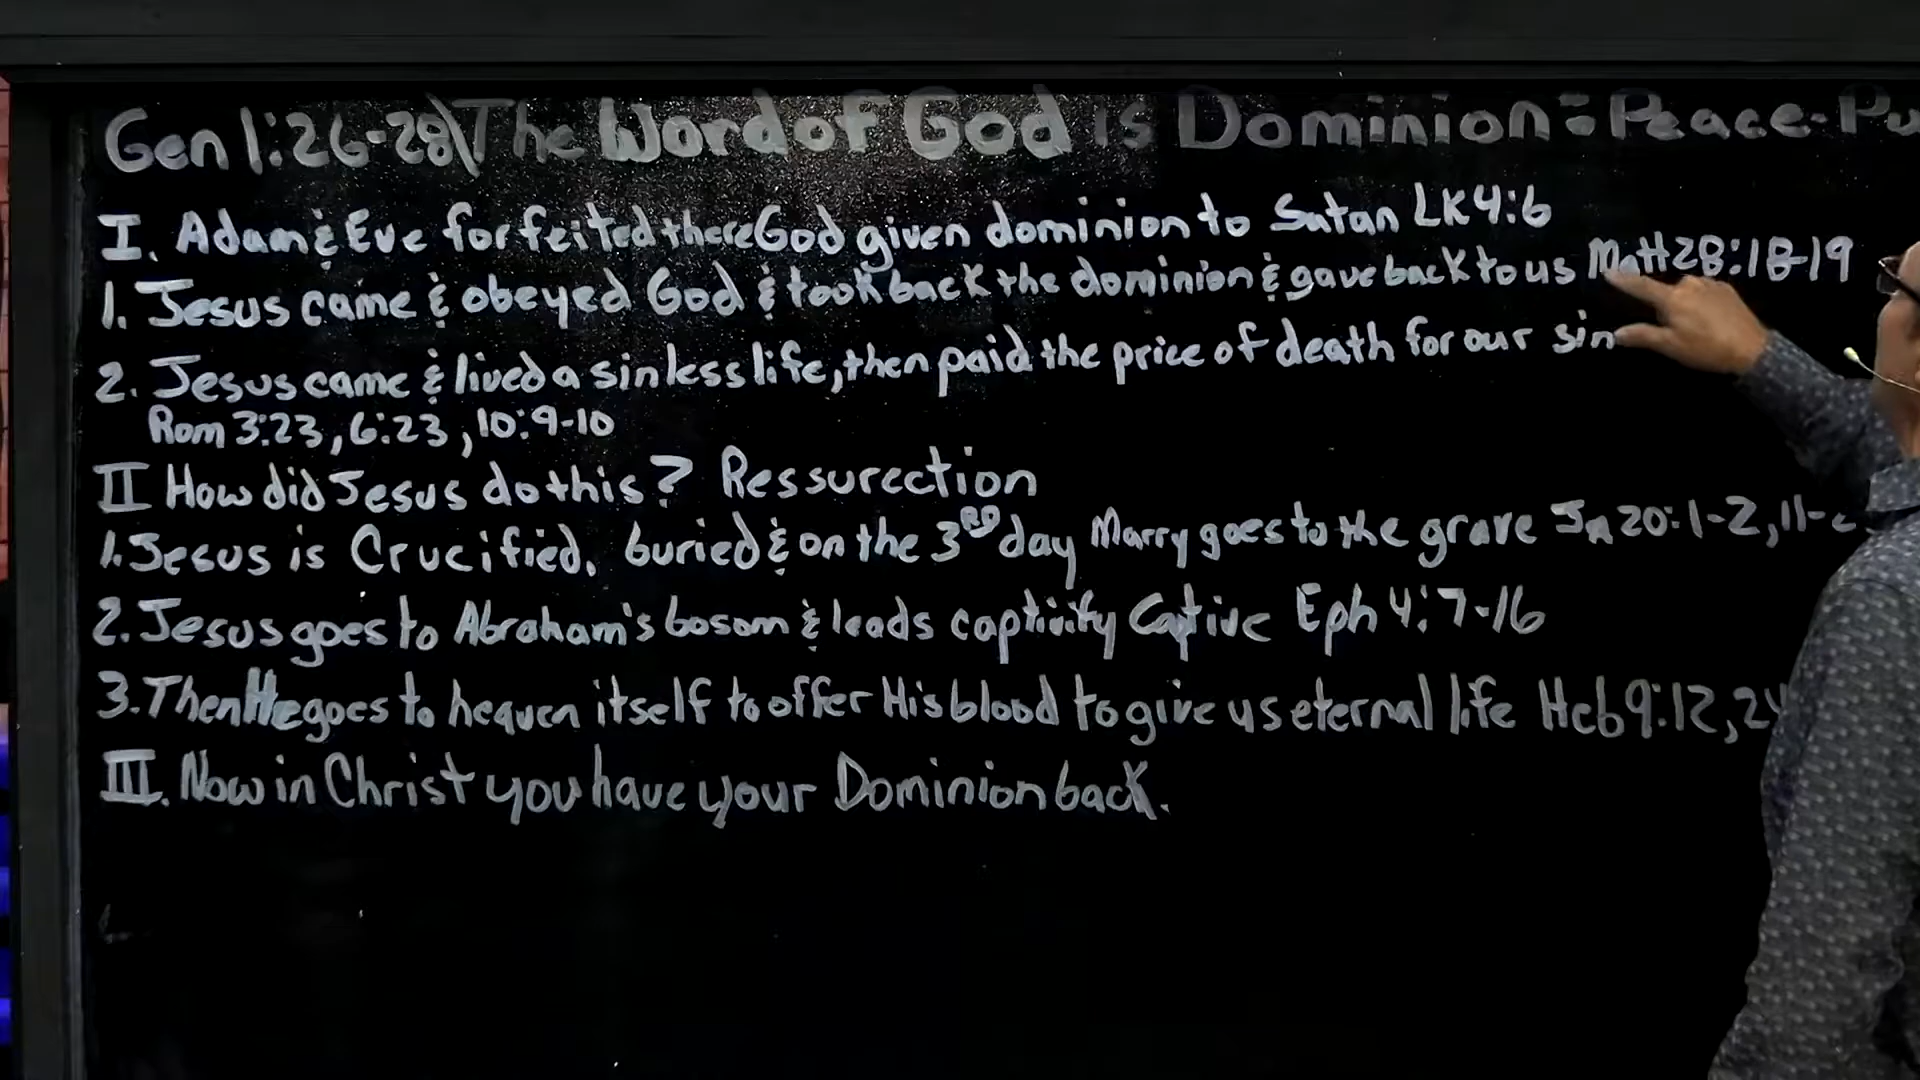 Gen 1:26-28\The Word of God is Dominion = Peace-Pu
I. Adam & Eve forfeited there God given dominion to Satan LK 4:6
1. Jesus came & obeyed God & took back the dominion & gave back to us Matt 28:18-19
2. Jesus came & lived a sinless life, then paid the price of death for our sin
Rom 3:23, 6:23, 10:9-10
II How did Jesus do this? Ressurection
1. Jesus is Crucified, buried & on the 3RD day Marry goes to the grave Jn 20:1-2, 11-
2. Jesus goes to Abraham's bosom & leads captivity Captive Eph 4:7-16
3. Then He goes to heaven itself to offer His blood to give us eternal life Heb 9:12, 24
III. Now in Christ you have your Dominion back.